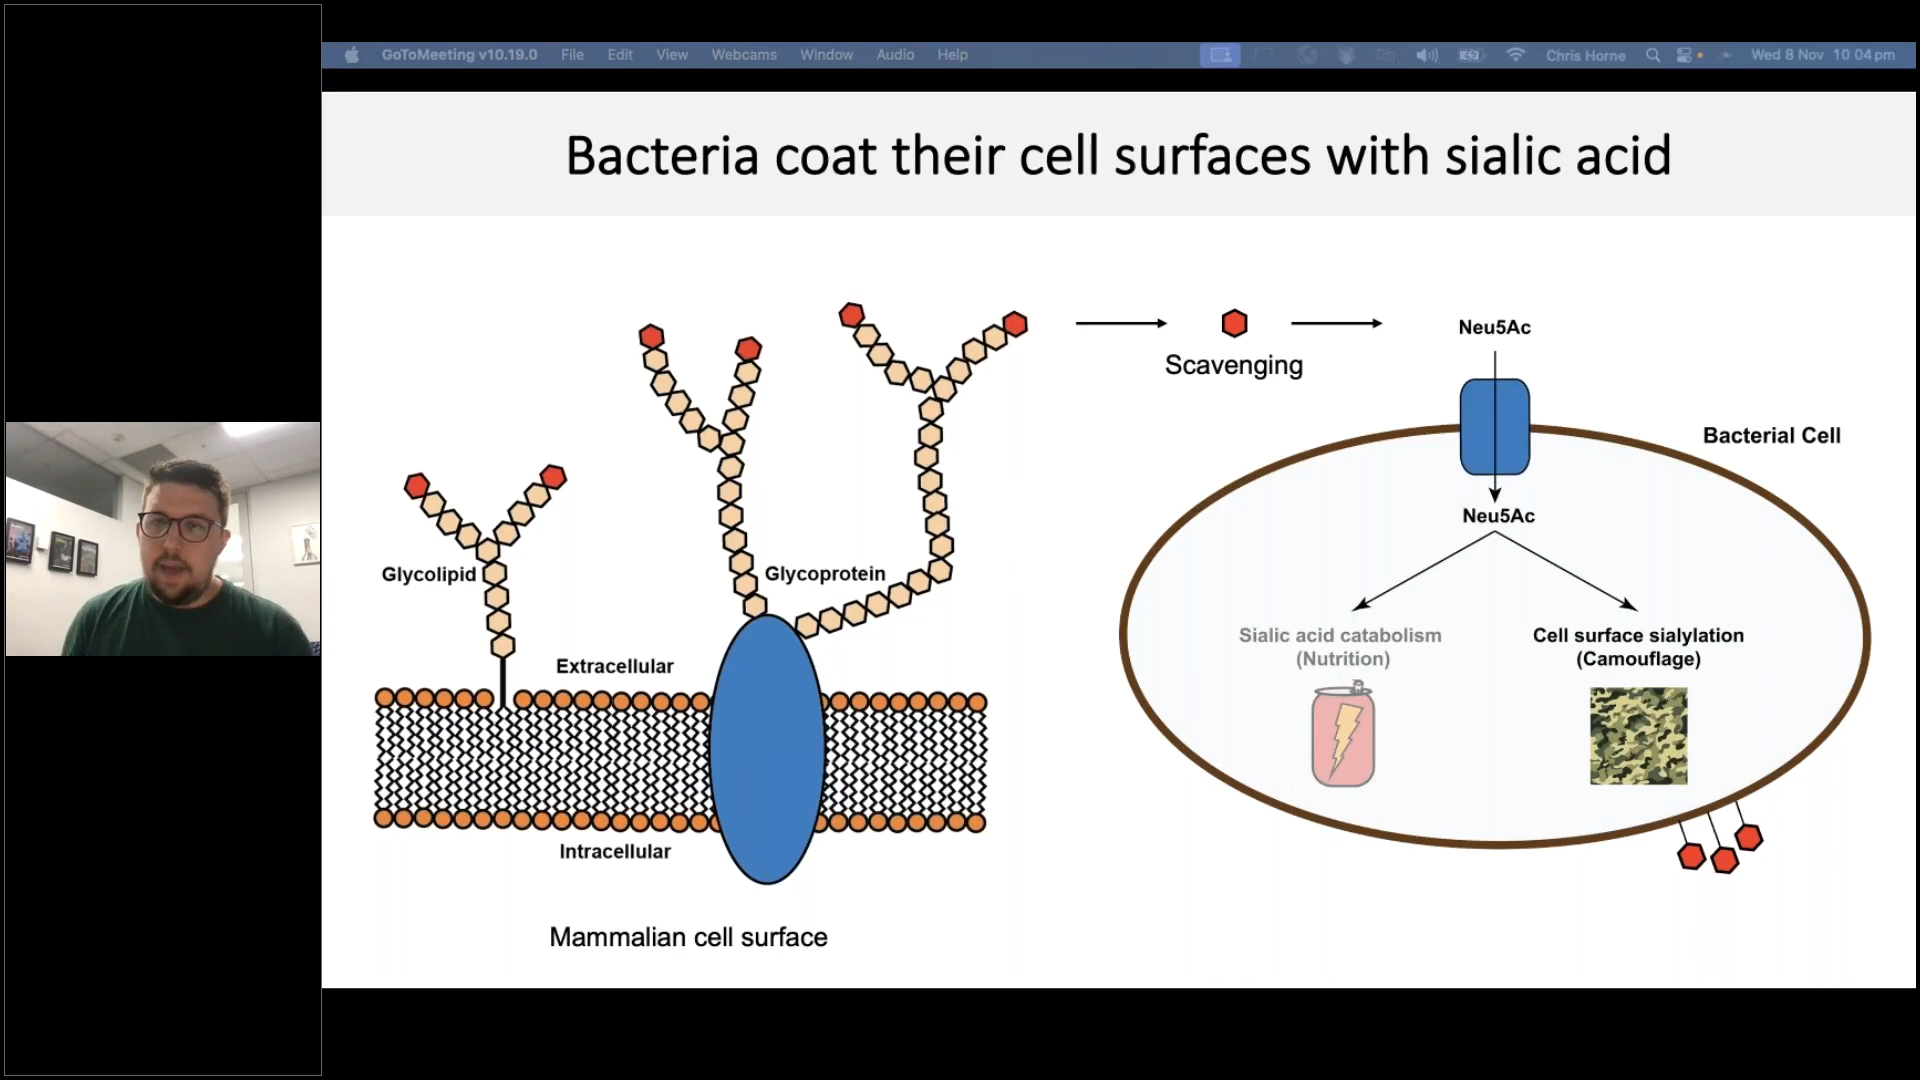 GoToMeeting v10.19.0 File Edit View Webcams Window Audio Help Chris Horne Wed 8 Nov 10 04 pm
Bacteria coat their cell surfaces with sialic acid
Neu5Ac
Scavenging
Bacterial Cell
Neu5Ac
Glycolipid
Glycoprotein
Sialic acid catabolism
(Nutrition)
Cell surface sialylation
(Camouflage)
Extracellular
Intracellular
Mammalian cell surface